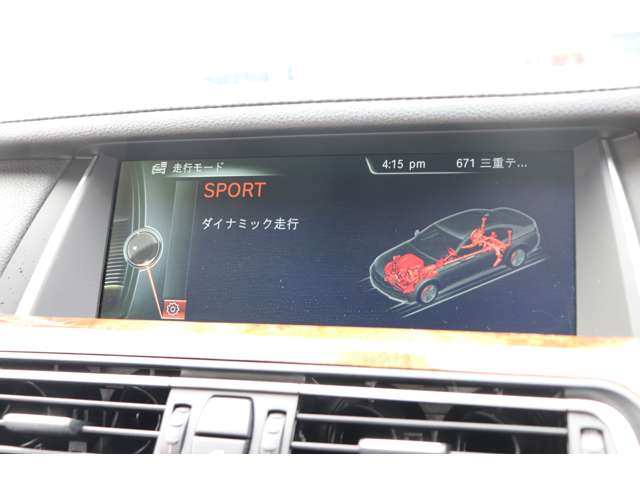 走行モード
4:15 pm
671 三重テ...
SPORT
ダイナミック走行